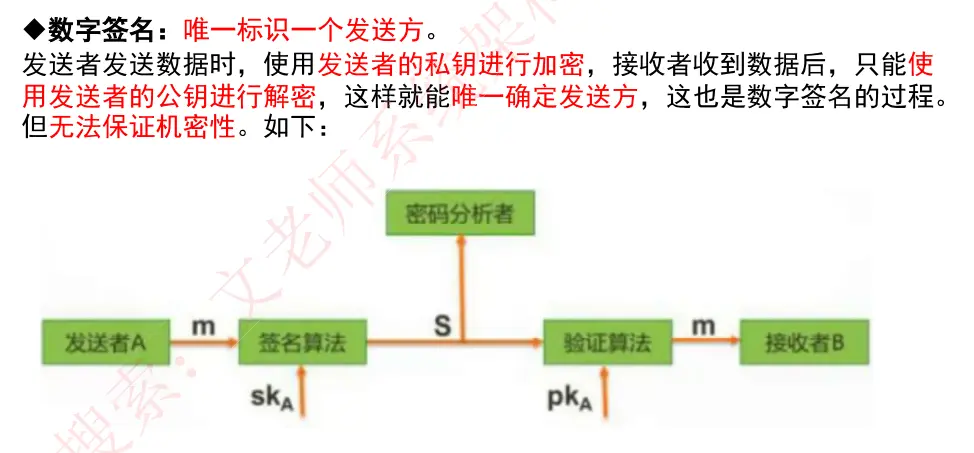 ◆数字签名：唯一标识一个发送方。
发送者发送数据时，使用发送者的私钥进行加密，接收者收到数据后，只能使
用发送者的公钥进行解密，这样就能唯一确定发送方，这也是数字签名的过程。
但无法保证机密性。如下：
密码分析者
发送者A
m
签名算法
S
验证算法
m
接收者B
skA
pkA
搜索：文老师系统架构